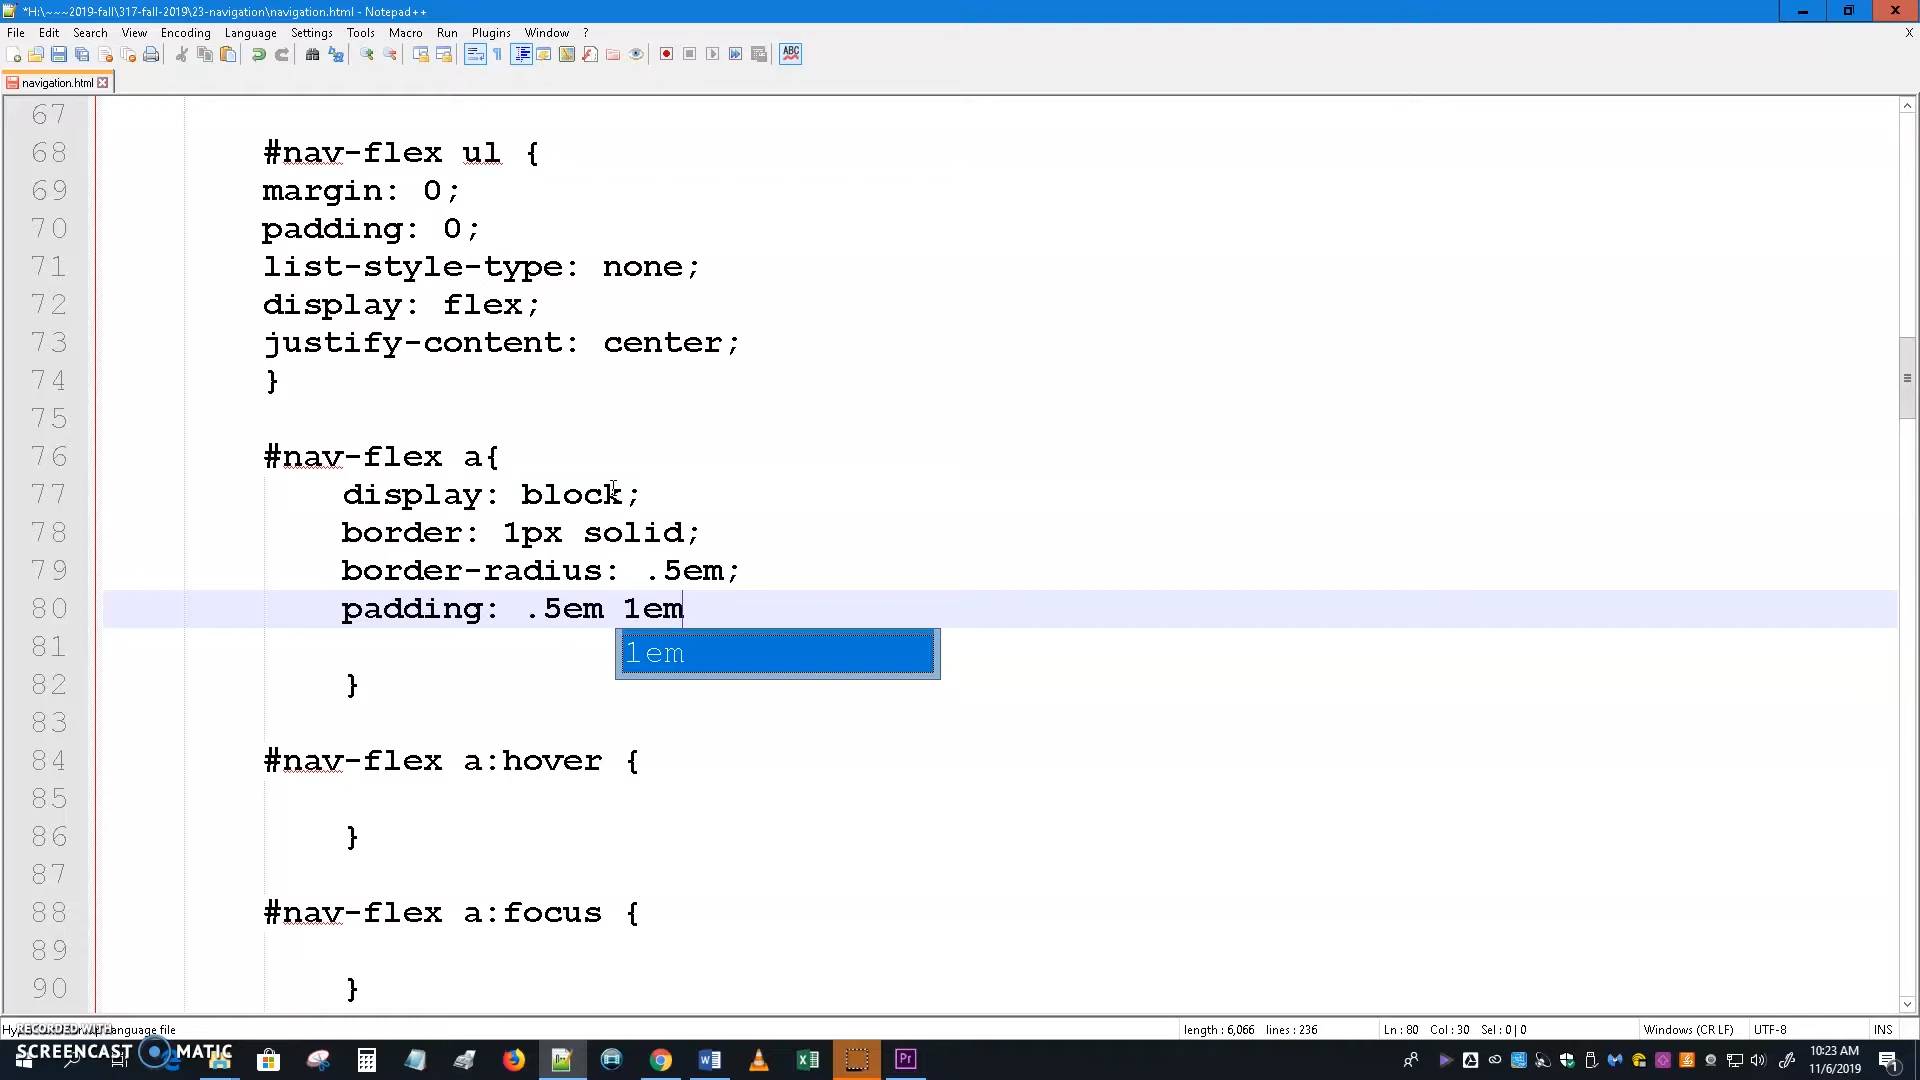 *H:\~~~2019-fall\317-fall-2019\23-navigation\navigation.html - Notepad++
File Edit Search View Encoding Language Settings Tools Macro Run Plugins Window ? X
ABC
navigation.html
67
68 #nav-flex ul {
69 margin: 0;
70 padding: 0;
71 list-style-type: none;
72 display: flex;
73 justify-content: center;
74 }
75
76 #nav-flex a{
77 display: block;
78 border: 1px solid;
79 border-radius: .5em;
80 padding: .5em 1em
1em
81
82 }
83
84 #nav-flex a:hover {
85
86 }
87
88 #nav-flex a:focus {
89
90 }
length : 6,066 lines : 236 Ln : 80 Col : 30 Sel : 0 | 0 Windows (CR LF) UTF-8 INS
RECORDED WITH
SCREENCAST MATIC
Pr
10:23 AM
11/6/2019
1